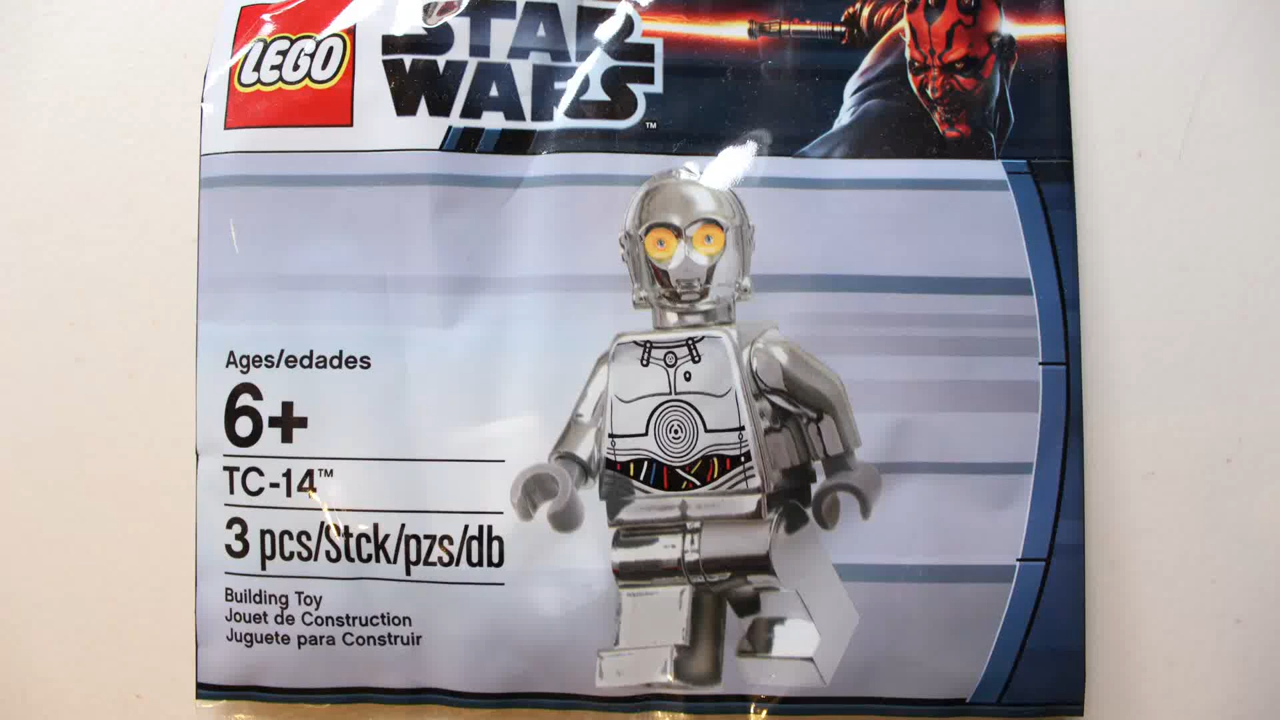 LEGO
STAR
WARS
™
Ages/edades
6+
TC-14™
3 pcs/Stck/pzs/db
Building Toy
Jouet de Construction
Juguete para Construir